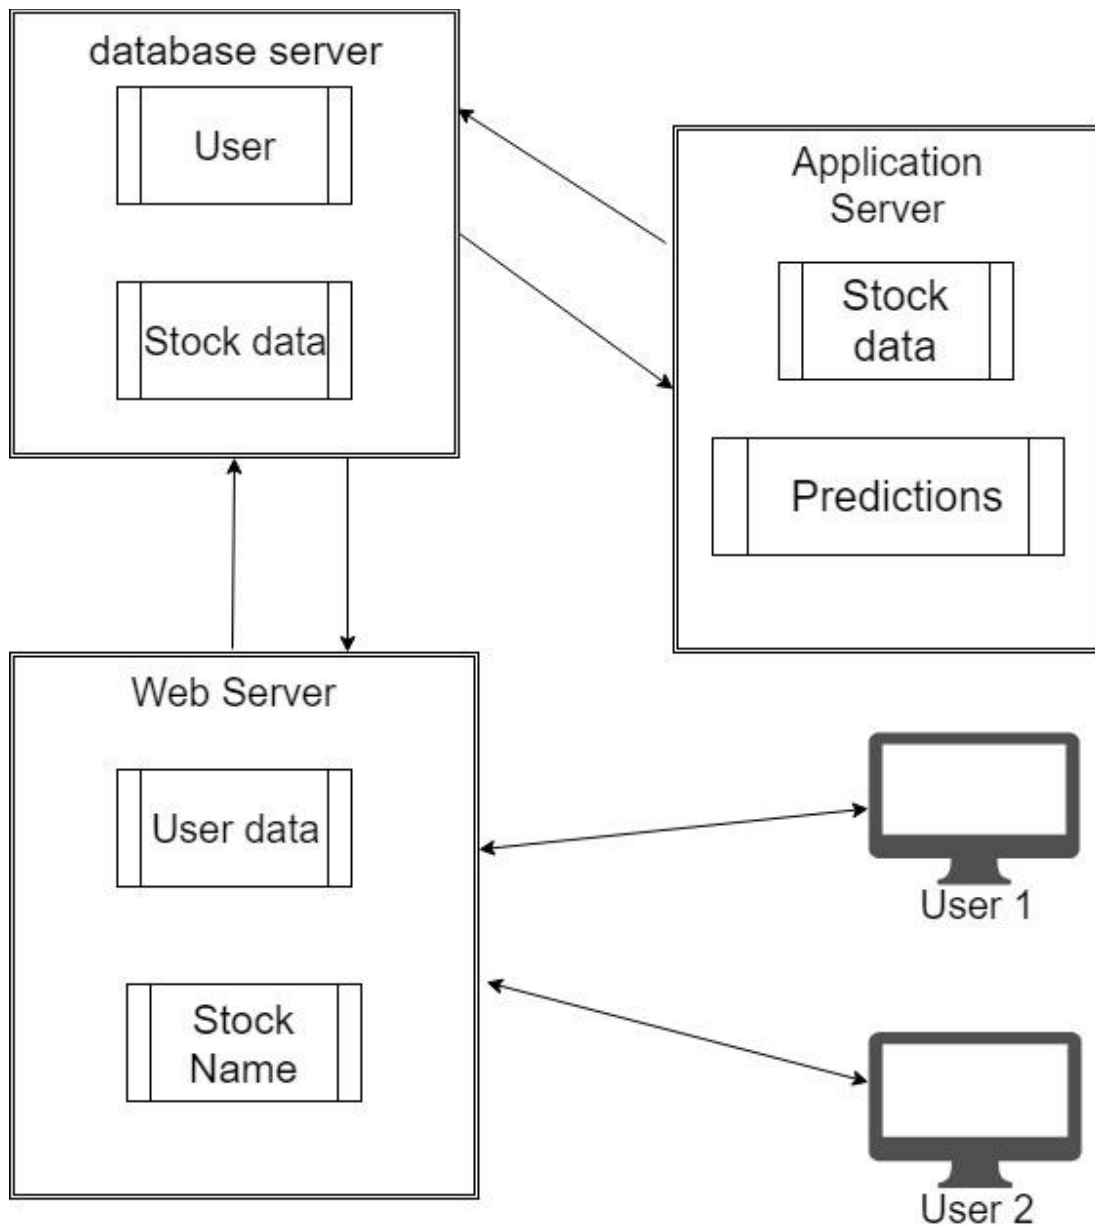 database server
User
Stock data
Application
Server
Stock
data
Predictions
Web Server
User data
Stock
Name
User 1
User 2